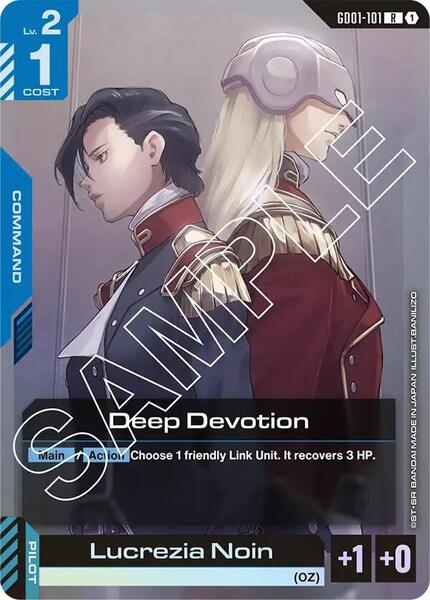 Lv. 2
1
COST
GD01-101 R 1
COMMAND
SAMPLE
©ST・SR BANDAI MADE IN JAPAN ILLUST.BANILIZO
Deep Devotion
Main / Action Choose 1 friendly Link Unit. It recovers 3 HP.
PILOT
Lucrezia Noin
(OZ)
+1 +0